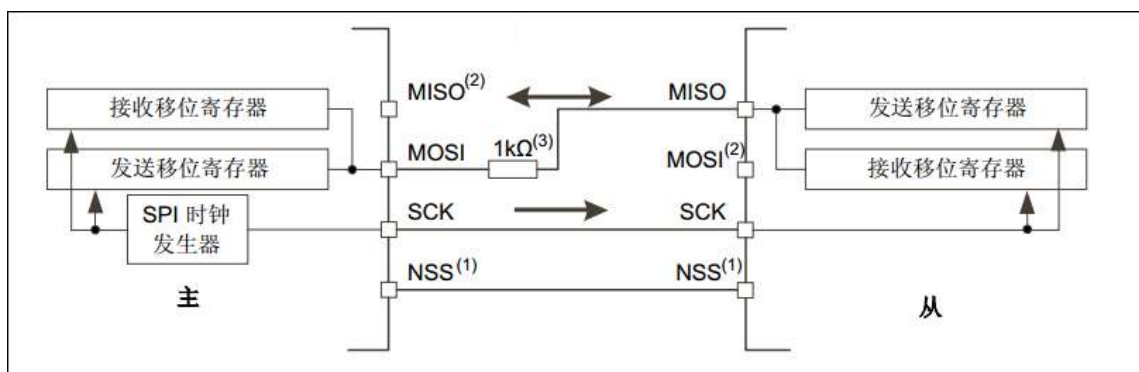 接收移位寄存器
发送移位寄存器
SPI 时钟
发生器
主
MISO(2)
MOSI
1kΩ(3)
SCK
NSS(1)
MISO
MOSI(2)
SCK
NSS(1)
发送移位寄存器
接收移位寄存器
从